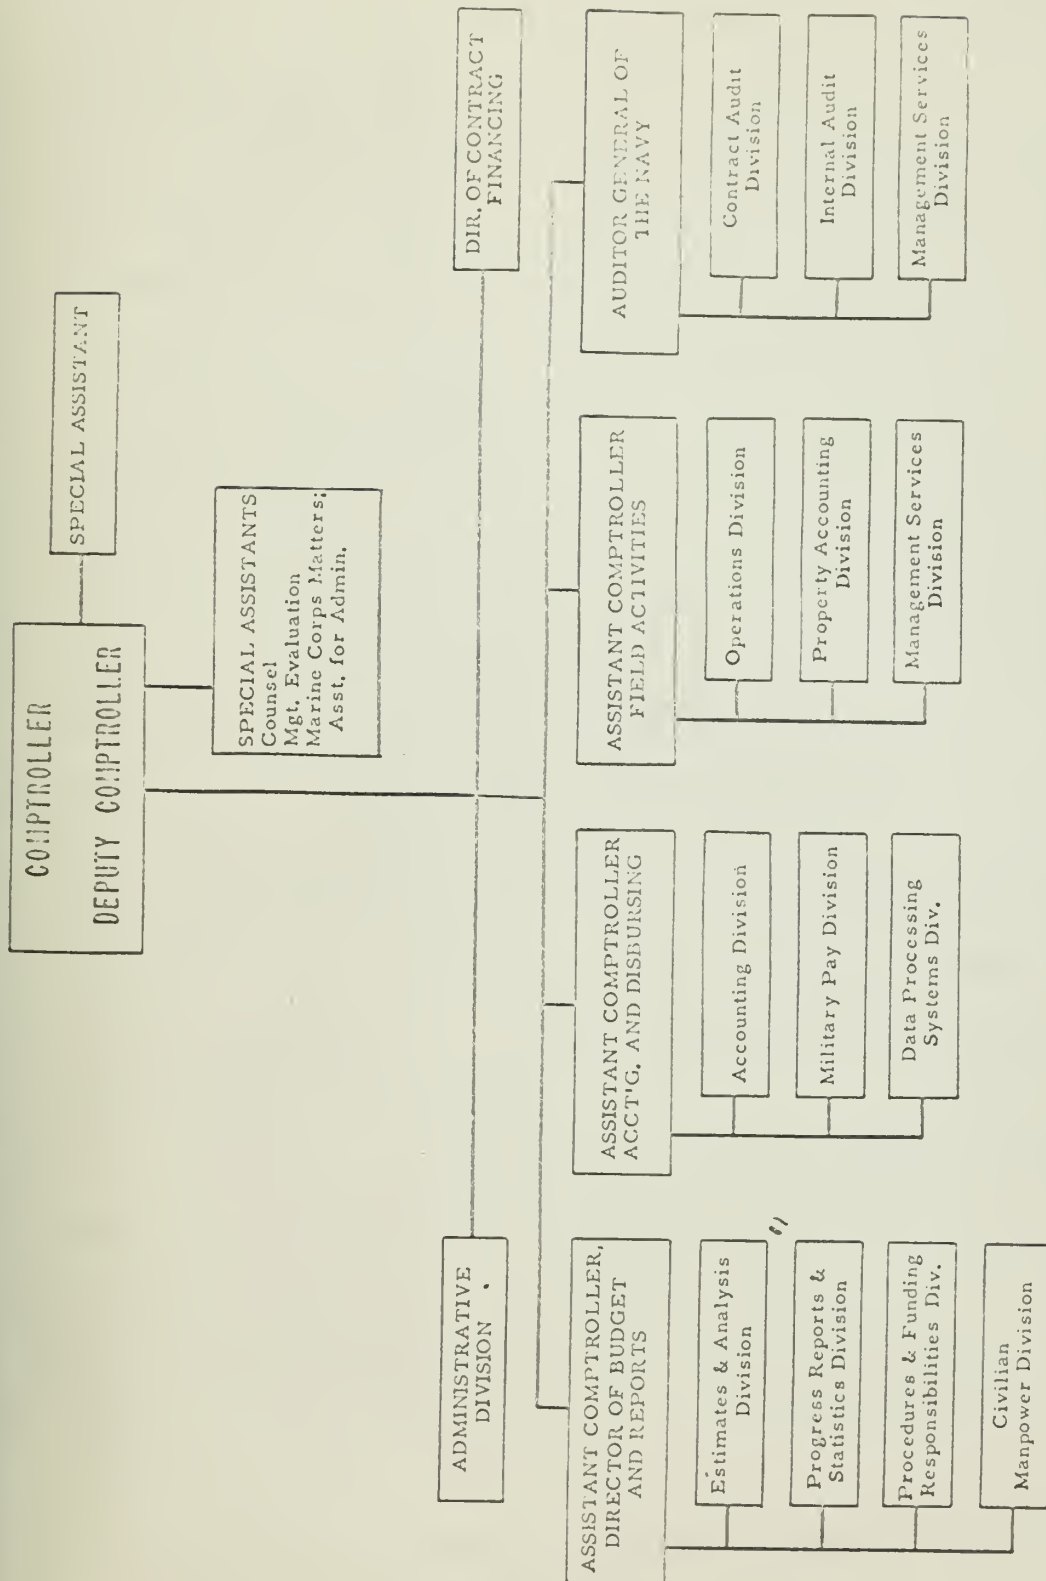 COMPTROLLER
DEPUTY COMPTROLLER
SPECIAL ASSISTANT
SPECIAL ASSISTANTS
Counsel
Mgt. Evaluation
Marine Corps Matters;
Asst. for Admin.
ADMINISTRATIVE
DIVISION .
DIR. OF CONTRACT
FINANCING
ASSISTANT COMPTROLLER,
DIRECTOR OF BUDGET
AND REPORTS
Estimates & Analysis
Division
Progress Reports &
Statistics Division
Procedures & Funding
Responsibilities Div.
Civilian
Manpower Division
ASSISTANT COMPTROLLER
ACCT'G. AND DISBURSING
Accounting Division
Military Pay Division
Data Processing
Systems Div.
ASSISTANT COMPTROLLER
FIELD ACTIVITIES
Operations Division
Property Accounting
Division
Management Services
Division
AUDITOR GENERAL OF
THE NAVY
Contract Audit
Division
Internal Audit
Division
Management Services
Division